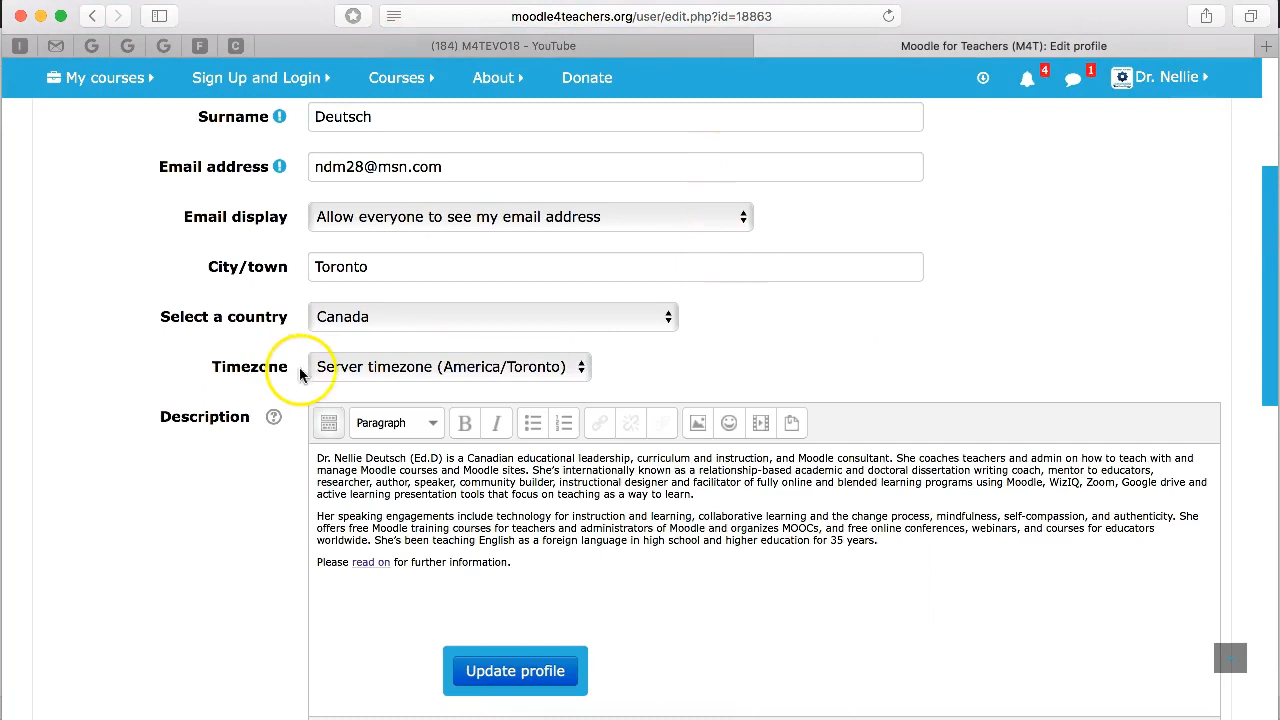 moodle4teachers.org/user/edit.php?id=18863
I G G G F C (184) M4TEVO18 - YouTube Moodle for Teachers (M4T): Edit profile
My courses Sign Up and Login Courses About Donate 4 1 Dr. Nellie
Surname Deutsch
Email address ndm28@msn.com
Email display Allow everyone to see my email address
City/town Toronto
Select a country Canada
Timezone Server timezone (America/Toronto)
Description ?
Paragraph B I
Dr. Nellie Deutsch (Ed.D) is a Canadian educational leadership, curriculum and instruction, and Moodle consultant. She coaches teachers and admin on how to teach with and
manage Moodle courses and Moodle sites. She's internationally known as a relationship-based academic and doctoral dissertation writing coach, mentor to educators,
researcher, author, speaker, community builder, instructional designer and facilitator of fully online and blended learning programs using Moodle, WizIQ, Zoom, Google drive and
active learning presentation tools that focus on teaching as a way to learn.
Her speaking engagements include technology for instruction and learning, collaborative learning and the change process, mindfulness, self-compassion, and authenticity. She
offers free Moodle training courses for teachers and administrators of Moodle and organizes MOOCs, and free online conferences, webinars, and courses for educators
worldwide. She's been teaching English as a foreign language in high school and higher education for 35 years.
Please read on for further information.
Update profile